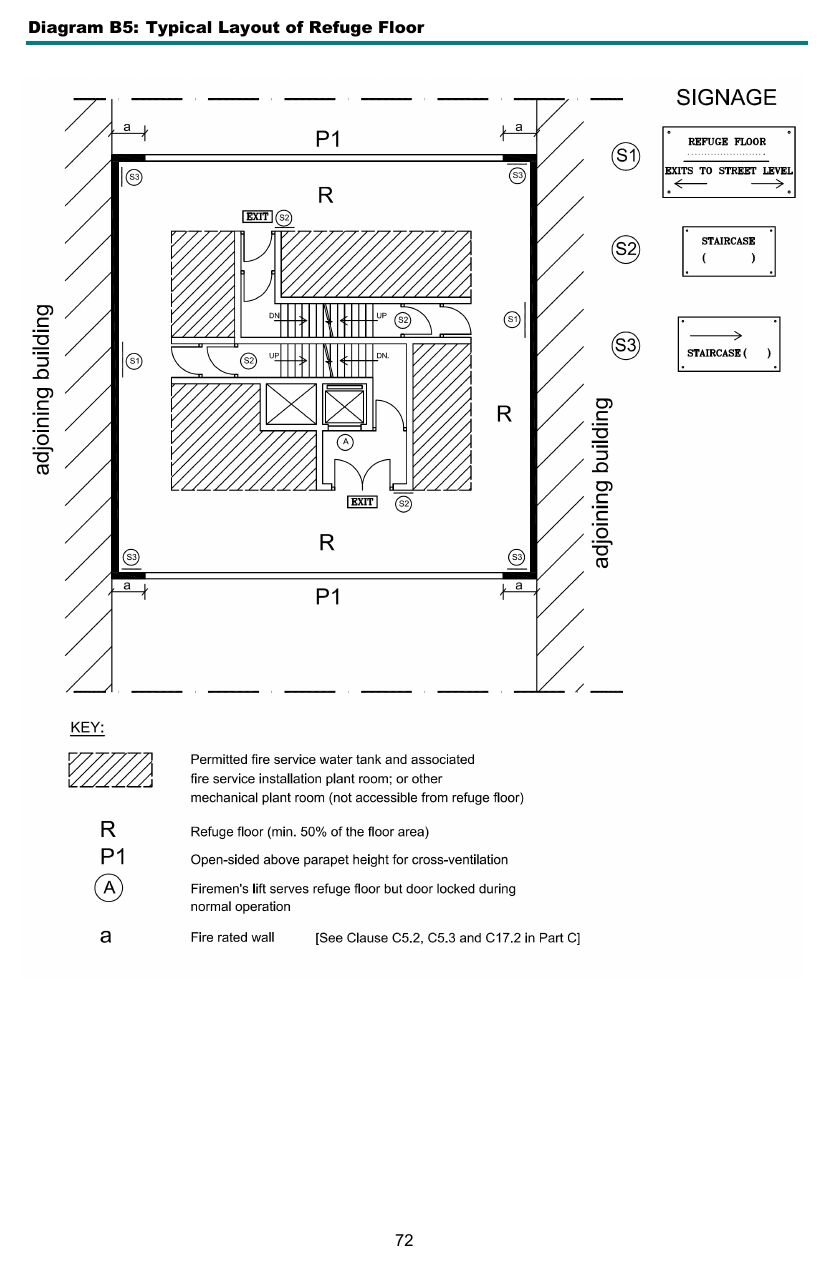 Diagram B5: Typical Layout of Refuge Floor
SIGNAGE
a
P1
a
S1
REFUGE FLOOR
EXITS TO STREET LEVEL
S3
S3
R
EXIT
S2
S2
STAIRCASE
( )
DN
UP
S2
S1
S3
STAIRCASE( )
S1
S2
UP
DN.
adjoining building
R
adjoining building
A
EXIT
S2
R
S3
S3
a
P1
a
KEY:
Permitted fire service water tank and associated
fire service installation plant room; or other
mechanical plant room (not accessible from refuge floor)
R Refuge floor (min. 50% of the floor area)
P1 Open-sided above parapet height for cross-ventilation
A Firemen's lift serves refuge floor but door locked during
normal operation
a Fire rated wall [See Clause C5.2, C5.3 and C17.2 in Part C]
72